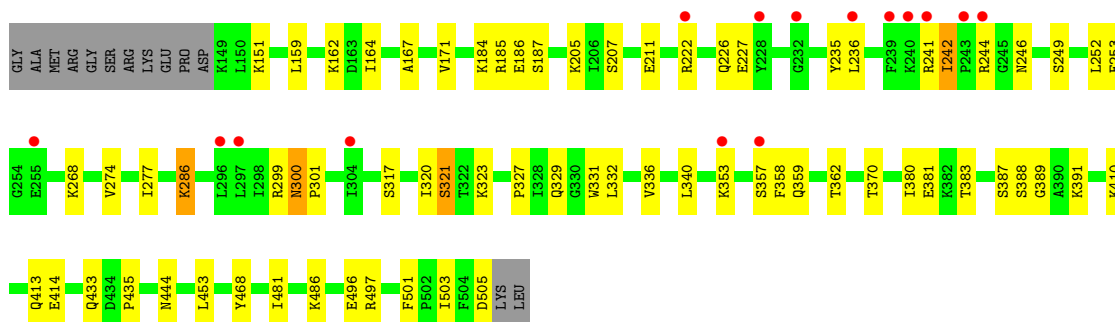 GLY ALA MET ARG GLY SER ARG LYS GLU PRO ASP K149 L150 K151 L159 K162 D163 I164 A167 V171 K184 R185 E186 S187 K205 I206 S207 E211 R222 Q226 E227 Y228 G232 Y235 L236 F239 K240 R241 I242 P243 R244 G245 N246 S249 L252
G254 E255 K268 V274 I277 K286 L296 L297 I298 R299 N300 P301 I304 S317 I320 S321 T322 K323 P327 I328 Q329 G330 W331 L332 V336 L340 K353 S357 F358 Q359 T362 T370 I380 E381 K382 T383 S387 S388 G389 A390 K391
Q413 E414 Q433 D434 P435 N444 L453 Y468 I481 K486 E496 R497 F501 P502 I503 F504 D505 LYS LEU